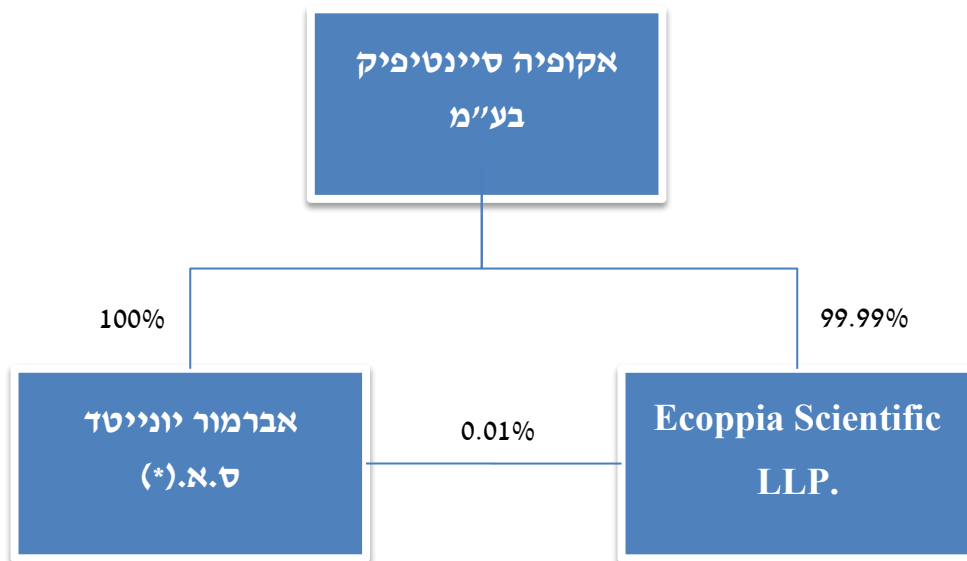 אקופיה סיינטיפיק
בע"מ
100%
99.99%
אברמור יונייטד
ס.א.(*)
0.01%
Ecoppia Scientific
LLP.